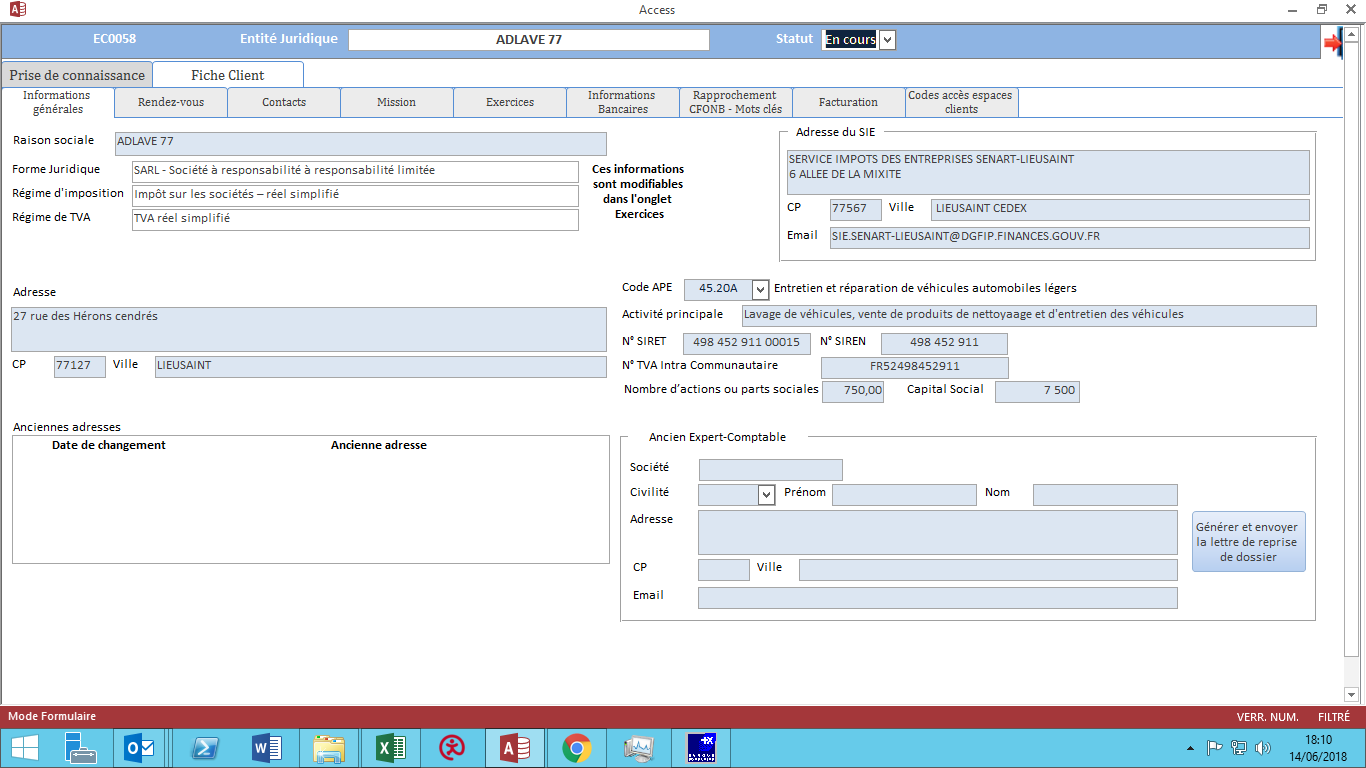 Access
EC0058 Entité Juridique ADLAVE 77 Statut En cours
Prise de connaissance Fiche Client
Informations générales Rendez-vous Contacts Mission Exercices Informations Bancaires Rapprochement CFONB - Mots clés Facturation Codes accès espaces clients
Raison sociale ADLAVE 77
Forme Juridique SARL - Société à responsabilité à responsabilité limitée
Régime d'imposition Impôt sur les sociétés – réel simplifié
Régime de TVA TVA réel simplifié
Ces informations
sont modifiables
dans l'onglet
Exercices
Adresse du SIE
SERVICE IMPOTS DES ENTREPRISES SENART-LIEUSAINT
6 ALLEE DE LA MIXITE
CP 77567 Ville LIEUSAINT CEDEX
Email SIE.SENART-LIEUSAINT@DGFIP.FINANCES.GOUV.FR
Adresse
27 rue des Hérons cendrés
CP 77127 Ville LIEUSAINT
Code APE 45.20A Entretien et réparation de véhicules automobiles légers
Activité principale Lavage de véhicules, vente de produits de nettoyaage et d'entretien des véhicules
N° SIRET 498 452 911 00015 N° SIREN 498 452 911
N° TVA Intra Communautaire FR52498452911
Nombre d'actions ou parts sociales 750,00 Capital Social 7 500
Anciennes adresses
Date de changement Ancienne adresse
Ancien Expert-Comptable
Société
Civilité Prénom Nom
Adresse
CP Ville
Email
Générer et envoyer
la lettre de reprise
de dossier
Mode Formulaire VERR. NUM. FILTRÉ
18:10
14/06/2018